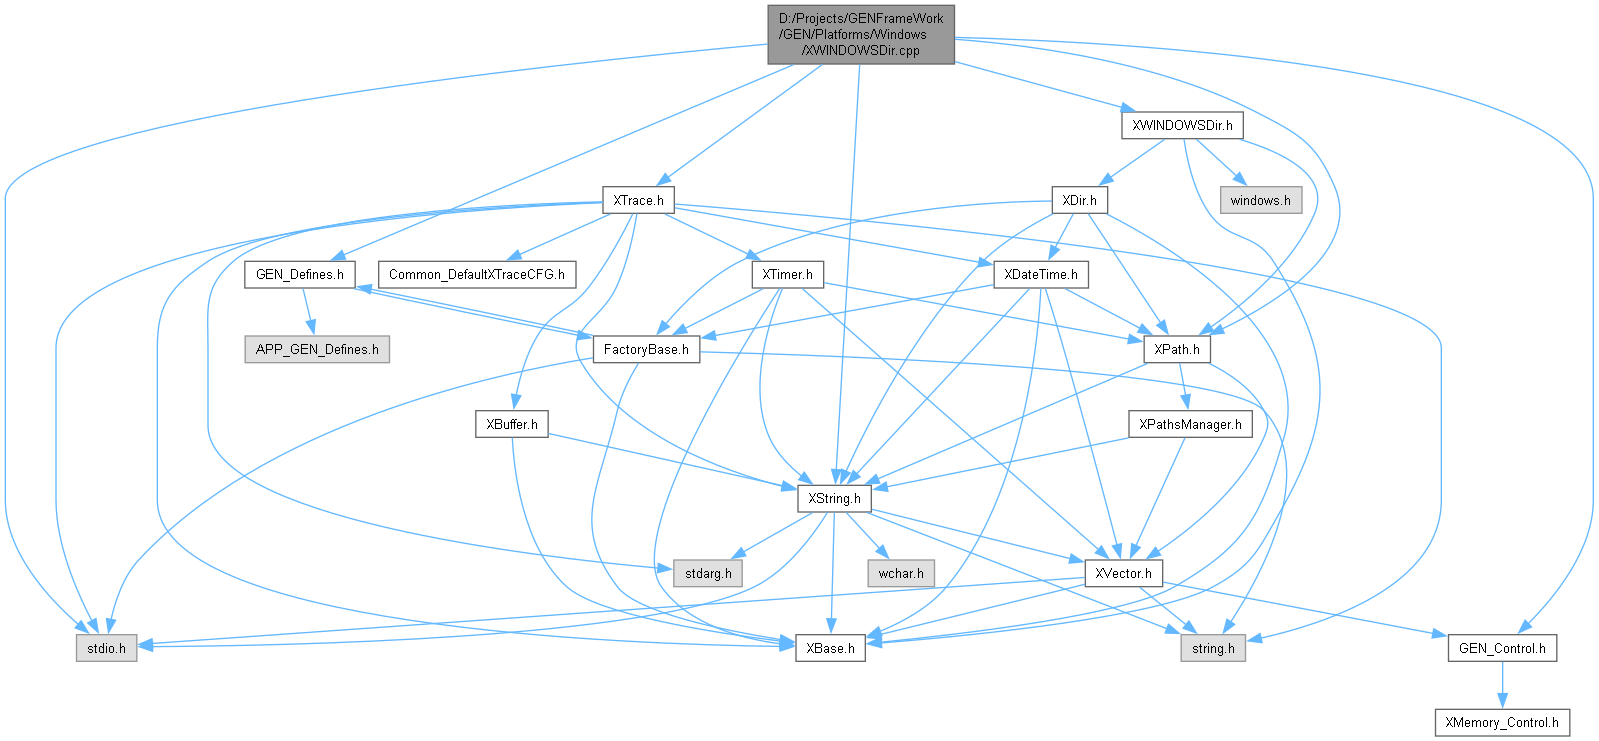 D:/Projects/GENFrameWork
/GEN/Platforms/Windows
/XWINDOWSDir.cpp
XWINDOWSDir.h
XTrace.h
XDir.h
windows.h
GEN_Defines.h
Common_DefaultXTraceCFG.h
XTimer.h
XDateTime.h
APP_GEN_Defines.h
FactoryBase.h
XPath.h
XBuffer.h
XPathsManager.h
XString.h
stdarg.h
wchar.h
XVector.h
stdio.h
XBase.h
string.h
GEN_Control.h
XMemory_Control.h